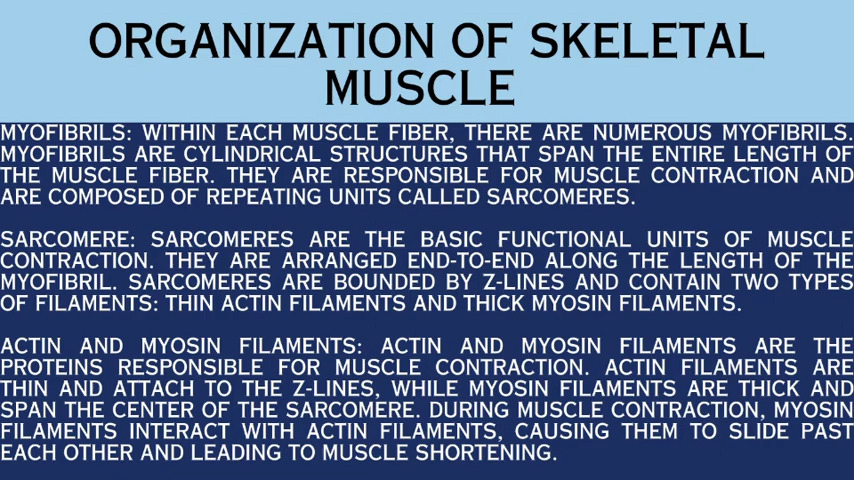 ORGANIZATION OF SKELETAL
MUSCLE
MYOFIBRILS: WITHIN EACH MUSCLE FIBER, THERE ARE NUMEROUS MYOFIBRILS.
MYOFIBRILS ARE CYLINDRICAL STRUCTURES THAT SPAN THE ENTIRE LENGTH OF
THE MUSCLE FIBER. THEY ARE RESPONSIBLE FOR MUSCLE CONTRACTION AND
ARE COMPOSED OF REPEATING UNITS CALLED SARCOMERES.
SARCOMERE: SARCOMERES ARE THE BASIC FUNCTIONAL UNITS OF MUSCLE
CONTRACTION. THEY ARE ARRANGED END-TO-END ALONG THE LENGTH OF THE
MYOFIBRIL. SARCOMERES ARE BOUNDED BY Z-LINES AND CONTAIN TWO TYPES
OF FILAMENTS: THIN ACTIN FILAMENTS AND THICK MYOSIN FILAMENTS.
ACTIN AND MYOSIN FILAMENTS: ACTIN AND MYOSIN FILAMENTS ARE THE
PROTEINS RESPONSIBLE FOR MUSCLE CONTRACTION. ACTIN FILAMENTS ARE
THIN AND ATTACH TO THE Z-LINES, WHILE MYOSIN FILAMENTS ARE THICK AND
SPAN THE CENTER OF THE SARCOMERE. DURING MUSCLE CONTRACTION, MYOSIN
FILAMENTS INTERACT WITH ACTIN FILAMENTS, CAUSING THEM TO SLIDE PAST
EACH OTHER AND LEADING TO MUSCLE SHORTENING.